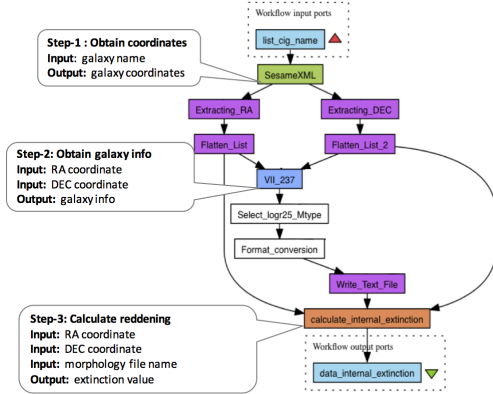 Workflow input ports
list_cig_name
Step-1 : Obtain coordinates
Input: galaxy name
Output: galaxy coordinates
SesameXML
Extracting_RA
Extracting_DEC
Flatten_List
Flatten_List_2
Step-2: Obtain galaxy info
Input: RA coordinate
Input: DEC coordinate
Output: galaxy info
VII_237
Select_logr25_Mtype
Format_conversion
Write_Text_File
Step-3: Calculate reddening
Input: RA coordinate
Input: DEC coordinate
Input: morphology file name
Output: extinction value
calculate_internal_extinction
Workflow output ports
data_internal_extinction